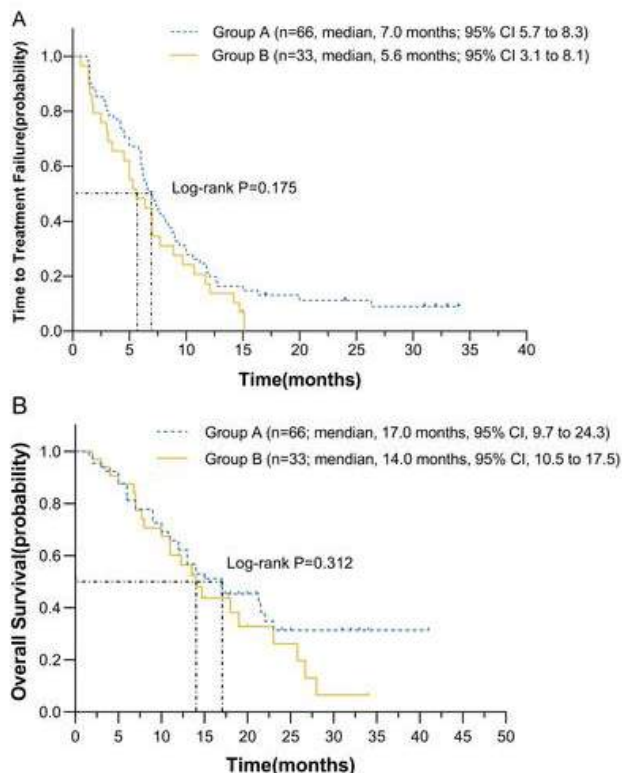 A
Group A (n=66, median, 7.0 months; 95% CI 5.7 to 8.3)
Group B (n=33, median, 5.6 months; 95% CI 3.1 to 8.1)
Time to Treatment Failure(probability)
1.0
0.8
0.6
0.4
0.2
0.0
Log-rank P=0.175
0 5 10 15 20 25 30 35 40
Time(months)
B
Group A (n=66; mendian, 17.0 months, 95% CI, 9.7 to 24.3)
Group B (n=33; mendian, 14.0 months, 95% CI, 10.5 to 17.5)
Overall Survival(probability)
1.0
0.8
0.6
0.4
0.2
0.0
Log-rank P=0.312
0 5 10 15 20 25 30 35 40 45 50
Time(months)